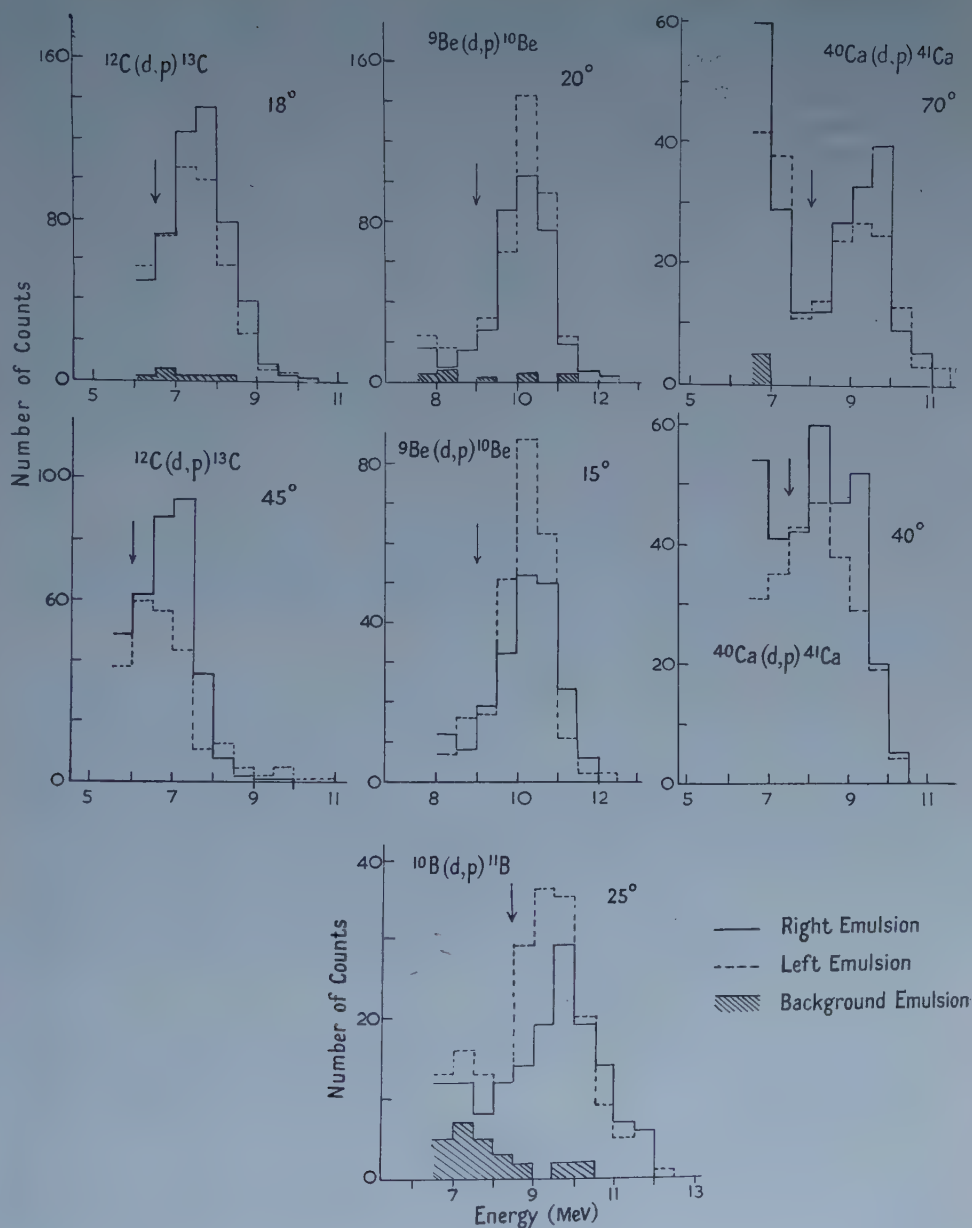 ¹²C(d,p)¹³C
18°
160
80
0
5 7 9 11
⁹Be(d,p)¹⁰Be
20°
160
80
0
8 10 12
⁴⁰Ca(d,p)⁴¹Ca
70°
60
40
20
0
5 7 9 11
Number of Counts
¹²C(d,p)¹³C
45°
100
60
0
5 7 9 11
⁹Be(d,p)¹⁰Be
15°
80
40
0
8 10 12
60
40
20
0
40°
⁴⁰Ca(d,p)⁴¹Ca
5 7 9 11
¹⁰B(d,p)¹¹B
25°
40
20
0
7 9 11 13
Number of Counts
Energy (MeV)
Right Emulsion
Left Emulsion
Background Emulsion